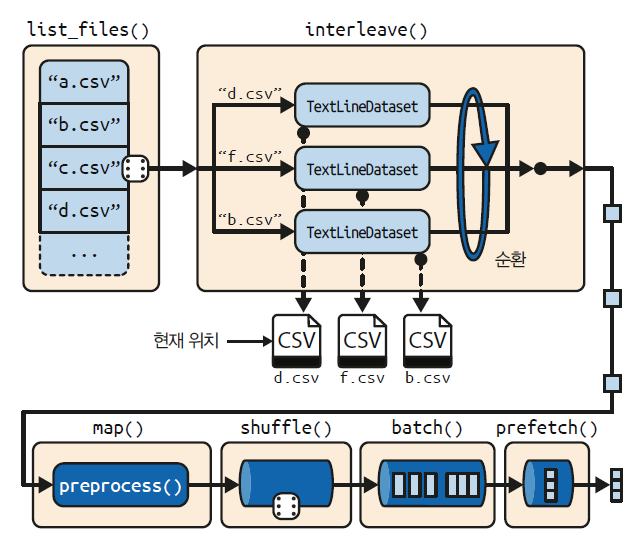 list_files()
interleave()
“a.csv”
“b.csv”
“c.csv”
“d.csv”
...
“d.csv”
TextLineDataset
“f.csv”
TextLineDataset
“b.csv”
TextLineDataset
순환
현재 위치
CSV
CSV
CSV
d.csv
f.csv
b.csv
map()
shuffle()
batch()
prefetch()
preprocess()